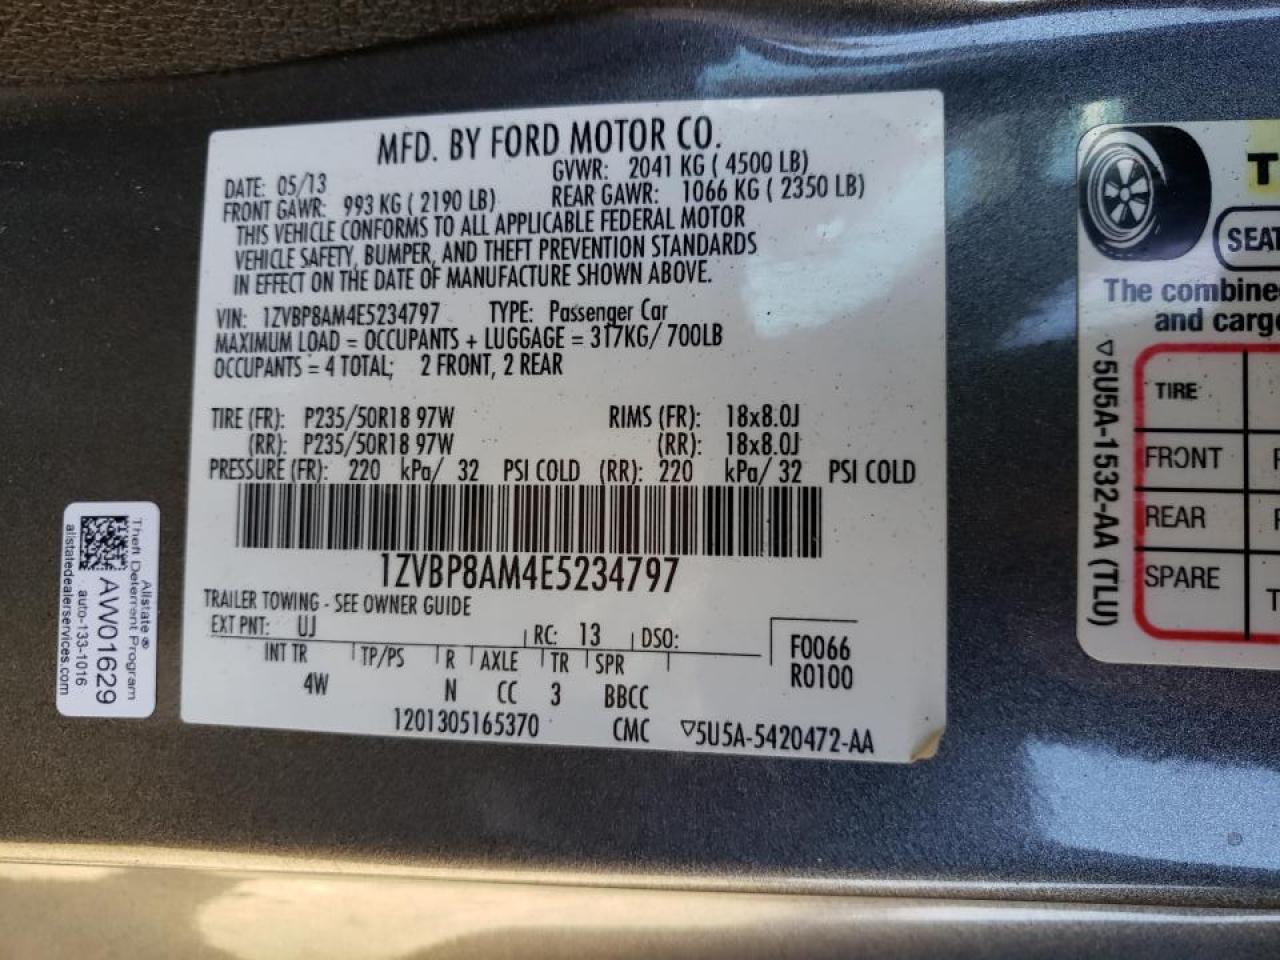 MFD. BY FORD MOTOR CO.
DATE: 05/13 GVWR: 2041 KG ( 4500 LB)
FRONT GAWR: 993 KG ( 2190 LB) REAR GAWR: 1066 KG ( 2350 LB)
THIS VEHICLE CONFORMS TO ALL APPLICABLE FEDERAL MOTOR
VEHICLE SAFETY, BUMPER, AND THEFT PREVENTION STANDARDS
IN EFFECT ON THE DATE OF MANUFACTURE SHOWN ABOVE.
VIN: 1ZVBP8AM4E5234797 TYPE: Passenger Car
MAXIMUM LOAD = OCCUPANTS + LUGGAGE = 317KG/ 700LB
OCCUPANTS = 4 TOTAL; 2 FRONT, 2 REAR
TIRE (FR): P235/50R18 97W RIMS (FR): 18x8.0J
(RR): P235/50R18 97W (RR): 18x8.0J
PRESSURE (FR): 220 kPa/ 32 PSI COLD (RR): 220 kPa/ 32 PSI COLD
1ZVBP8AM4E5234797
TRAILER TOWING - SEE OWNER GUIDE
EXT PNT: UJ RC: 13 DSO:
INT TR TP/PS R AXLE TR SPR
4W N CC 3 BBCC
F0066
R0100
1201305165370 CMC ▽5U5A-5420472-AA
Allstate ®
Theft Deterrent Program
AW01629
auto-133-1016
allstatedealerservices.com
T
SEAT
The combine
and cargo
▽5U5A-1532-AA (TLU)
TIRE
FRONT
REAR
SPARE
T